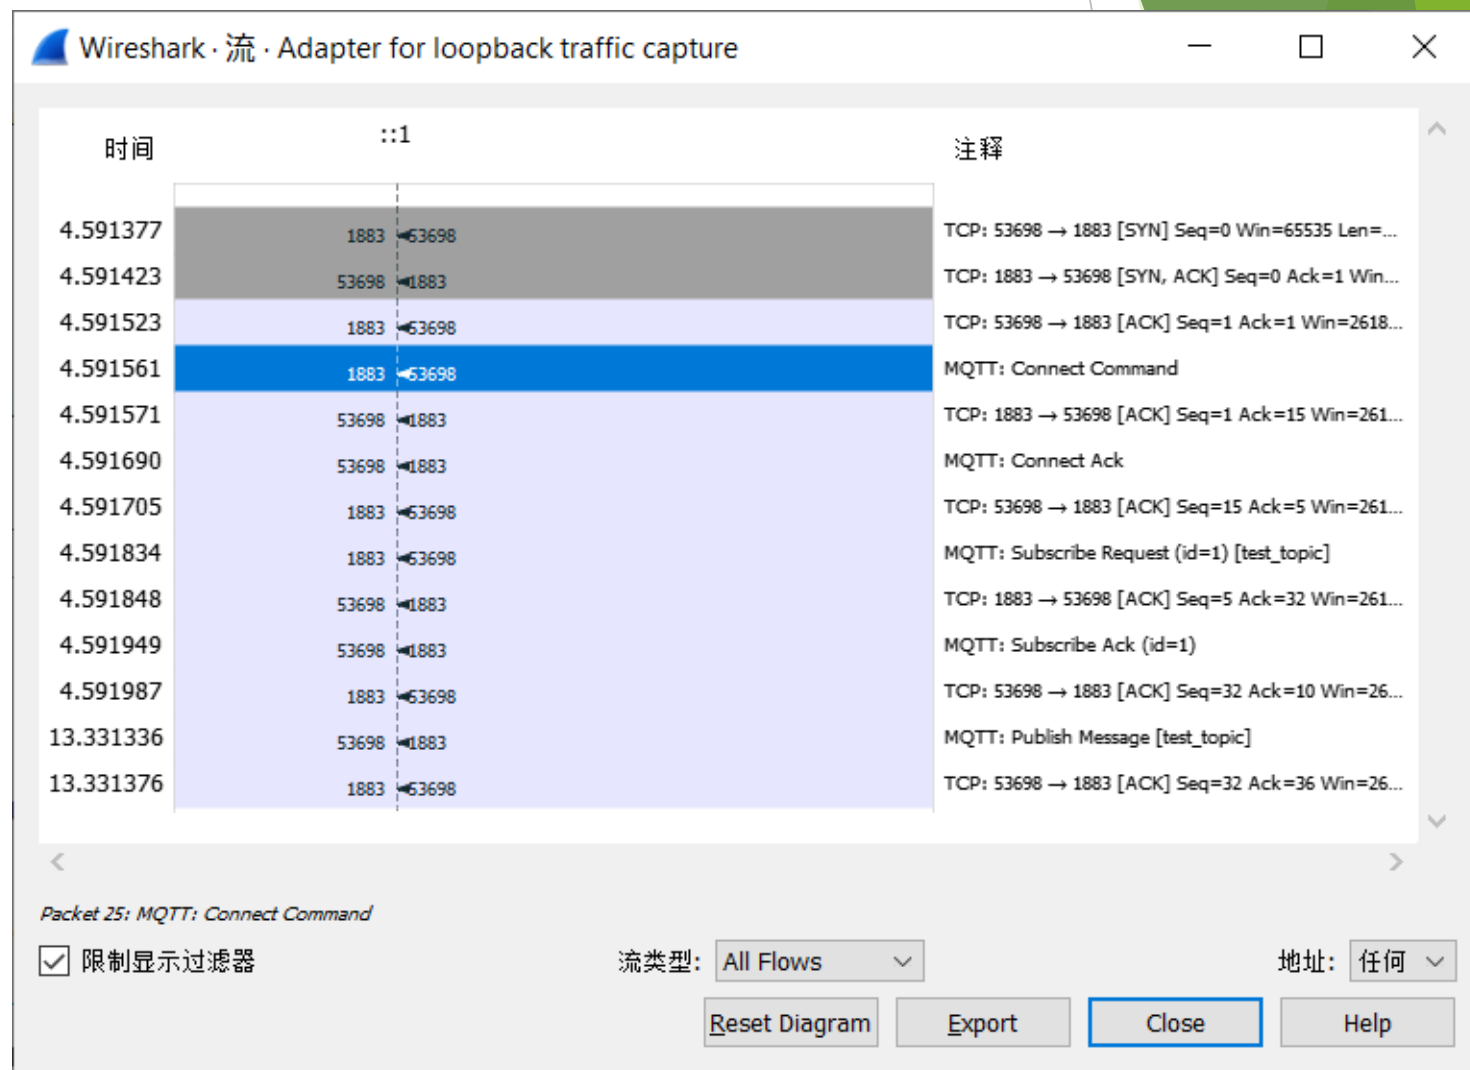 Wireshark · 流 · Adapter for loopback traffic capture
时间 ::1 注释
4.591377 1883 53698 TCP: 53698 → 1883 [SYN] Seq=0 Win=65535 Len=...
4.591423 53698 1883 TCP: 1883 → 53698 [SYN, ACK] Seq=0 Ack=1 Win...
4.591523 1883 53698 TCP: 53698 → 1883 [ACK] Seq=1 Ack=1 Win=2618...
4.591561 1883 53698 MQTT: Connect Command
4.591571 53698 1883 TCP: 1883 → 53698 [ACK] Seq=1 Ack=15 Win=261...
4.591690 53698 1883 MQTT: Connect Ack
4.591705 1883 53698 TCP: 53698 → 1883 [ACK] Seq=15 Ack=5 Win=261...
4.591834 1883 53698 MQTT: Subscribe Request (id=1) [test_topic]
4.591848 53698 1883 TCP: 1883 → 53698 [ACK] Seq=5 Ack=32 Win=261...
4.591949 53698 1883 MQTT: Subscribe Ack (id=1)
4.591987 1883 53698 TCP: 53698 → 1883 [ACK] Seq=32 Ack=10 Win=26...
13.331336 53698 1883 MQTT: Publish Message [test_topic]
13.331376 1883 53698 TCP: 53698 → 1883 [ACK] Seq=32 Ack=36 Win=26...
Packet 25: MQTT: Connect Command
限制显示过滤器 流类型: All Flows 地址: 任何
Reset Diagram Export Close Help